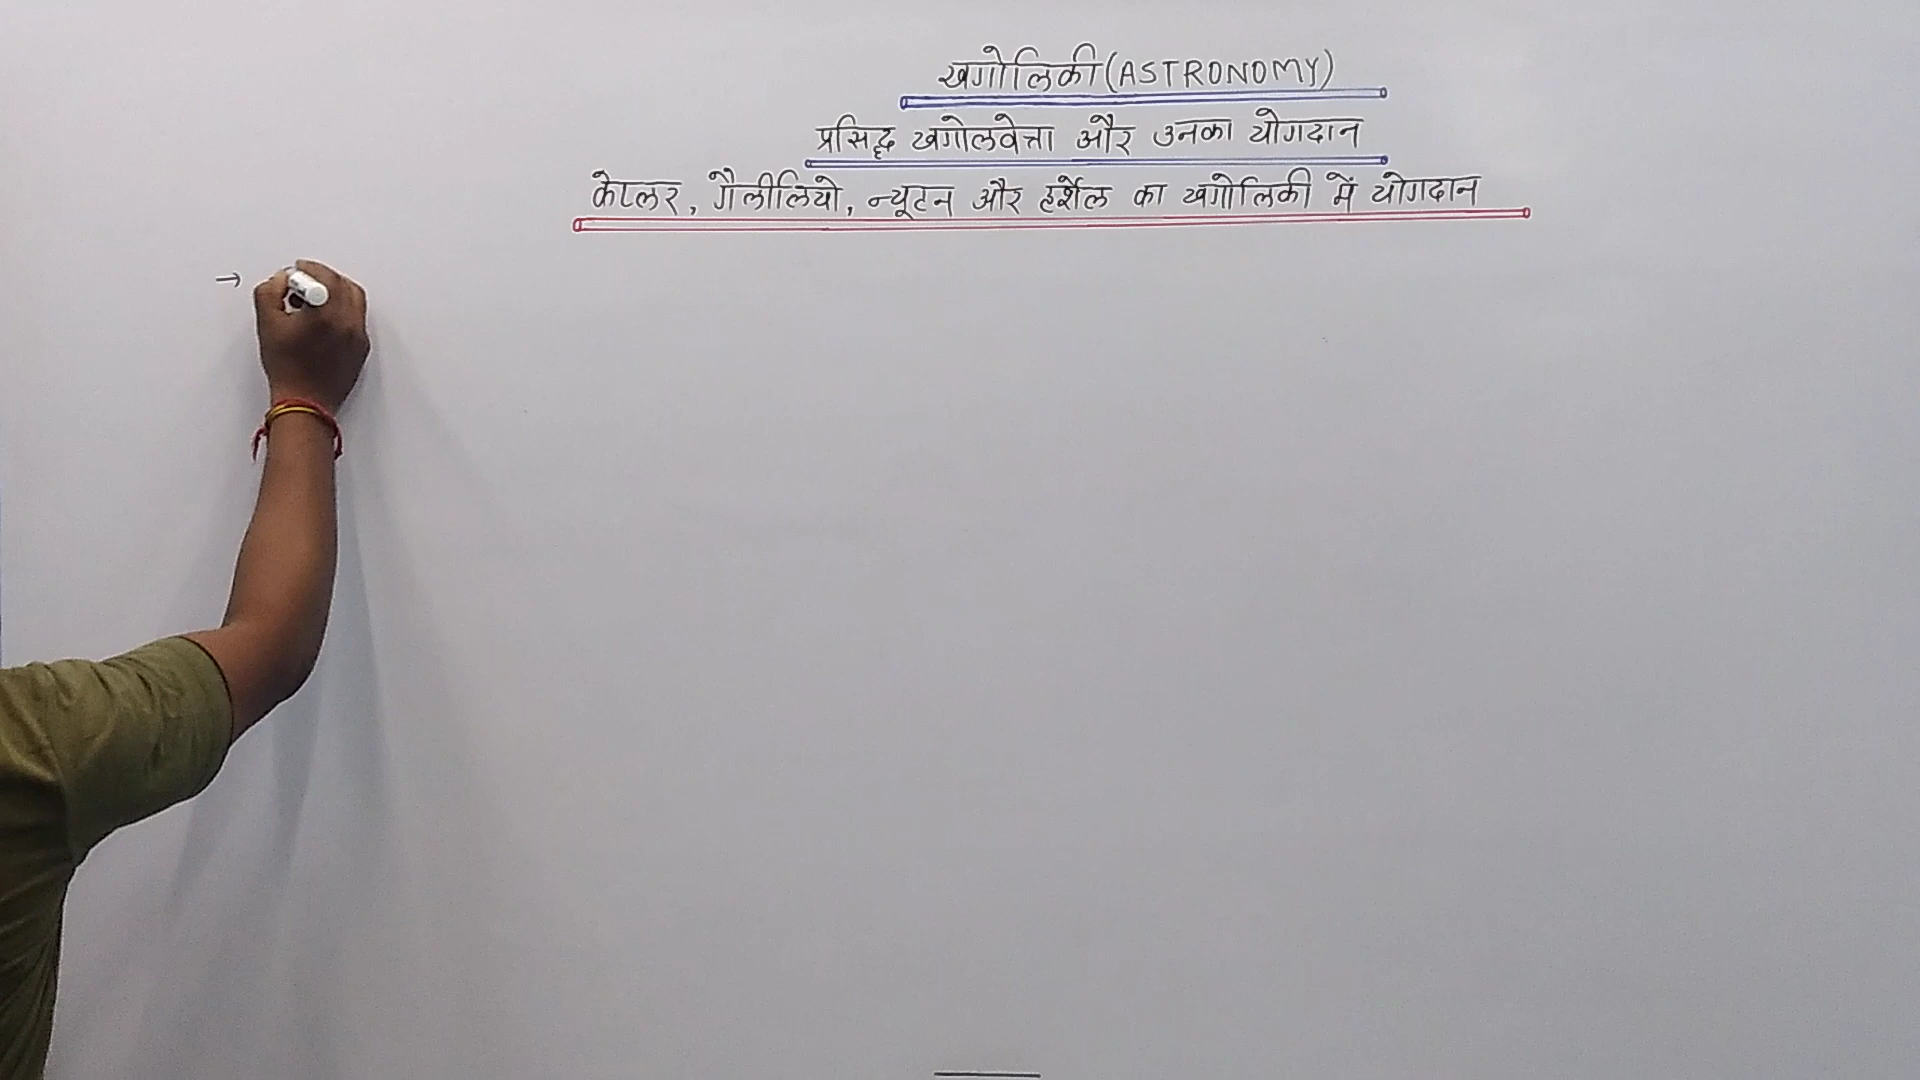 खगोलिकी (ASTRONOMY)
प्रसिद्ध खगोलवेत्ता और उनका योगदान
केप्लर, गैलीलियो, न्यूटन और हर्शेल का खगोलिकी में योगदान
→